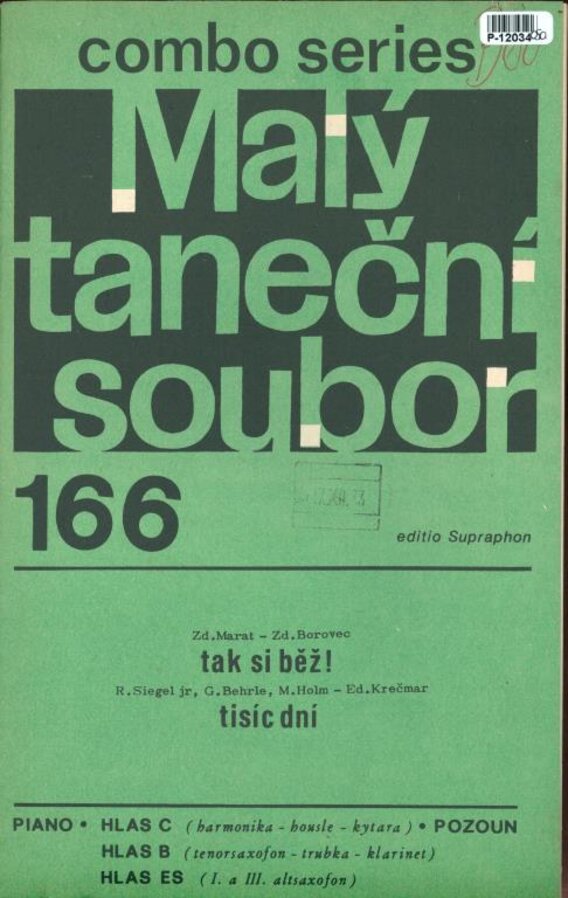 combo series
P-12034
Malý
taneční
soubor
166
editio Supraphon
Zd.Marat - Zd.Borovec
tak si běž!
R.Siegel jr, G.Behrle, M.Holm - Ed.Krečmar
tisíc dní
PIANO • HLAS C (harmonika - housle - kytara) • POZOUN
HLAS B (tenorsaxofon - trubka - klarinet)
HLAS ES (I. a III. altsaxofon)